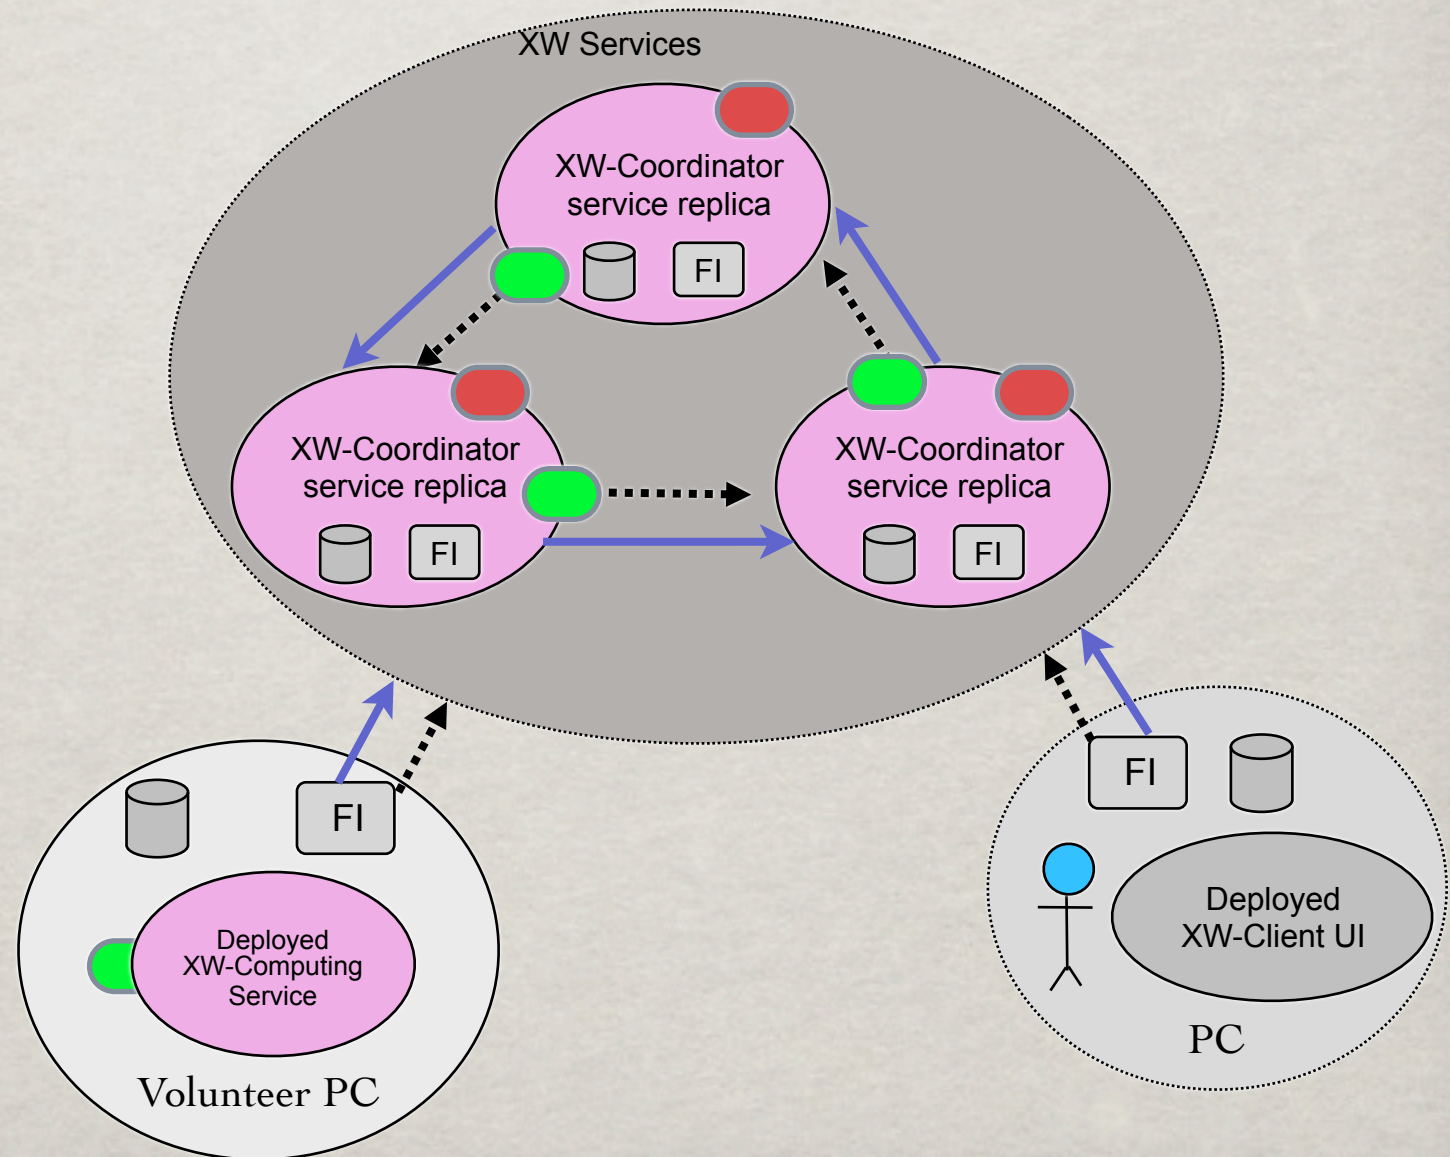 XW Services
XW-Coordinator
service replica
FI
XW-Coordinator
service replica
FI
XW-Coordinator
service replica
FI
FI
Deployed
XW-Computing
Service
Volunteer PC
FI
Deployed
XW-Client UI
PC